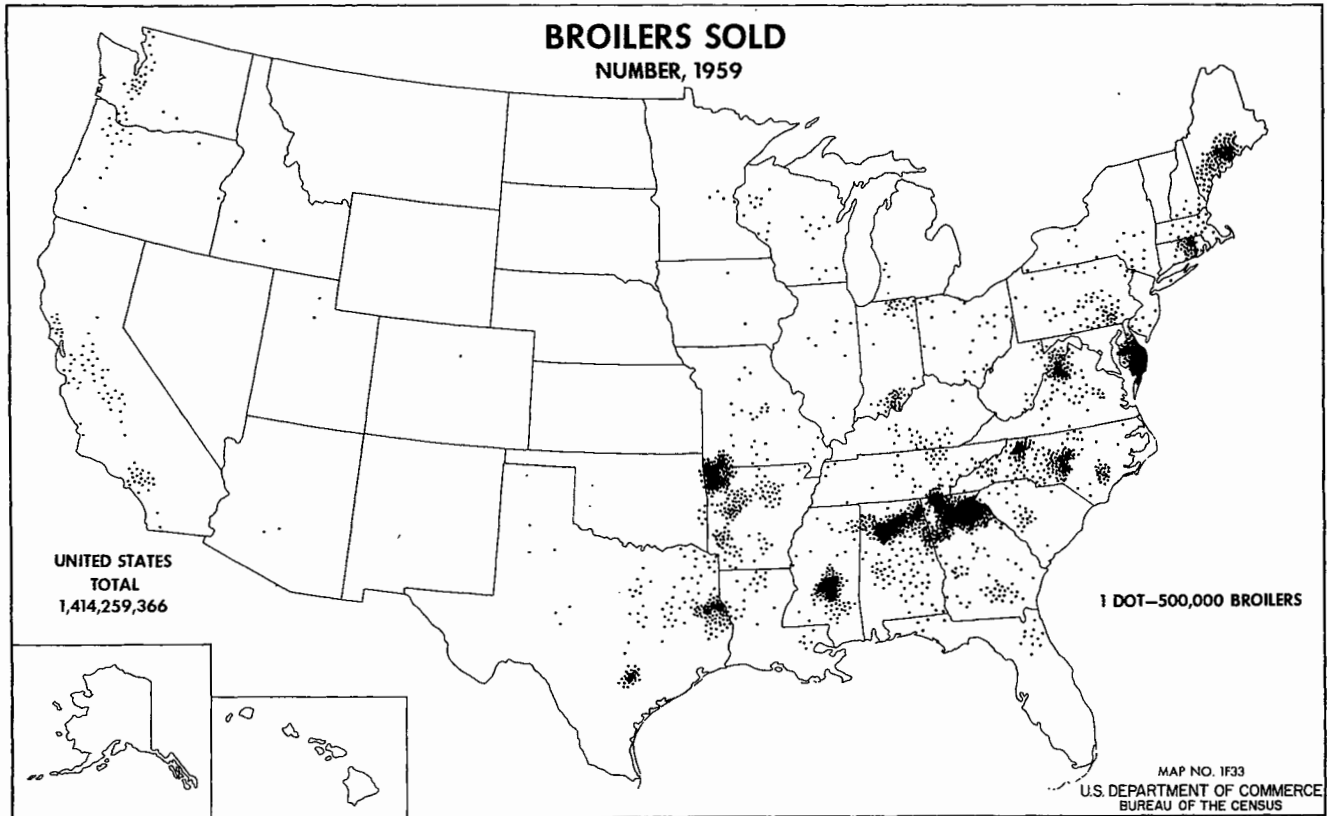 BROILERS SOLD
NUMBER, 1959
UNITED STATES
TOTAL
1,414,259,366
1 DOT—500,000 BROILERS
MAP NO. 1F33
U.S. DEPARTMENT OF COMMERCE
BUREAU OF THE CENSUS